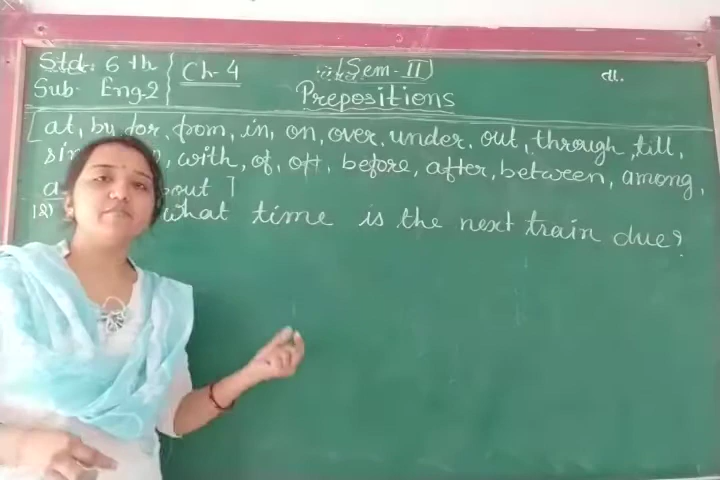 Std. 6 th
Sub. Eng-2
Ch-4
(Sem-II)
Prepositions
dt.
[at, by, for, from, in, on, over, under, out, through, till,
with, of, off, before, after, between, among,
what time is the next train due?